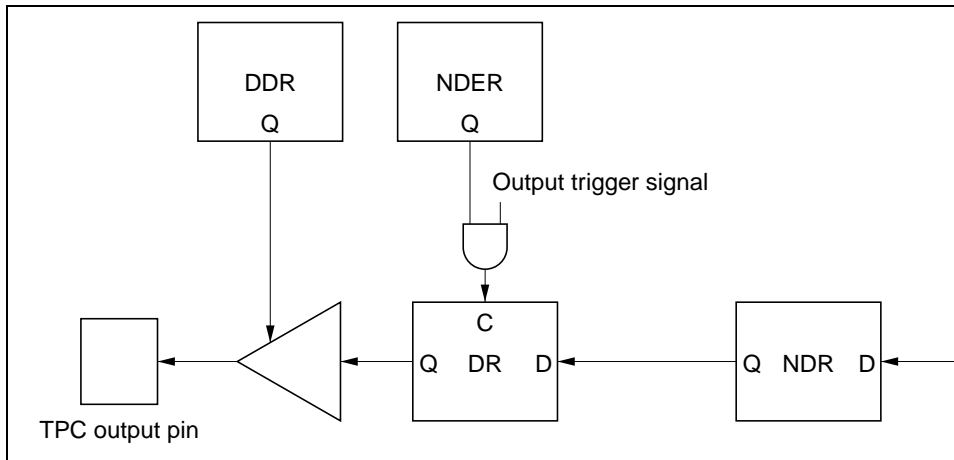 DDR
Q
NDER
Q
Output trigger signal
C
Q DR D
Q NDR D
TPC output pin